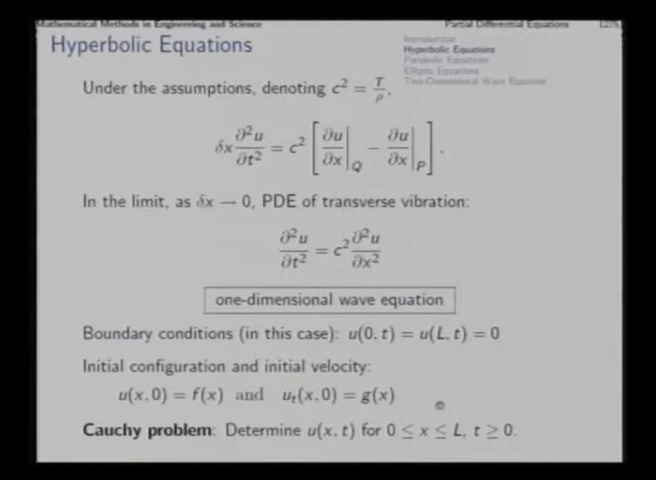 Mathematical Methods in Engineering and Science
Partial Differential Equations
Hyperbolic Equations
Introduction
Hyperbolic Equations
Parabolic Equations
Elliptic Equations
Two-Dimensional Wave Equation
Under the assumptions, denoting c² = T/ρ,
δx ∂²u/∂t² = c² [ ∂u/∂x |_Q − ∂u/∂x |_P ].
In the limit, as δx → 0, PDE of transverse vibration:
∂²u/∂t² = c² ∂²u/∂x²
one-dimensional wave equation
Boundary conditions (in this case): u(0, t) = u(L, t) = 0
Initial configuration and initial velocity:
u(x, 0) = f(x) and u_t(x, 0) = g(x)
Cauchy problem: Determine u(x, t) for 0 ≤ x ≤ L, t ≥ 0.